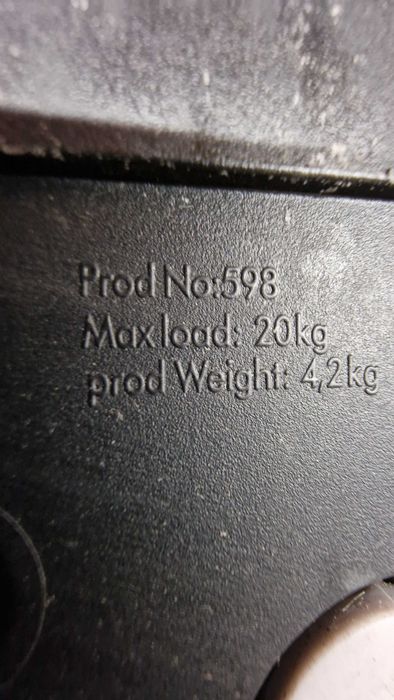 Prod No:598
Max load: 20kg
prod Weight: 4,2kg